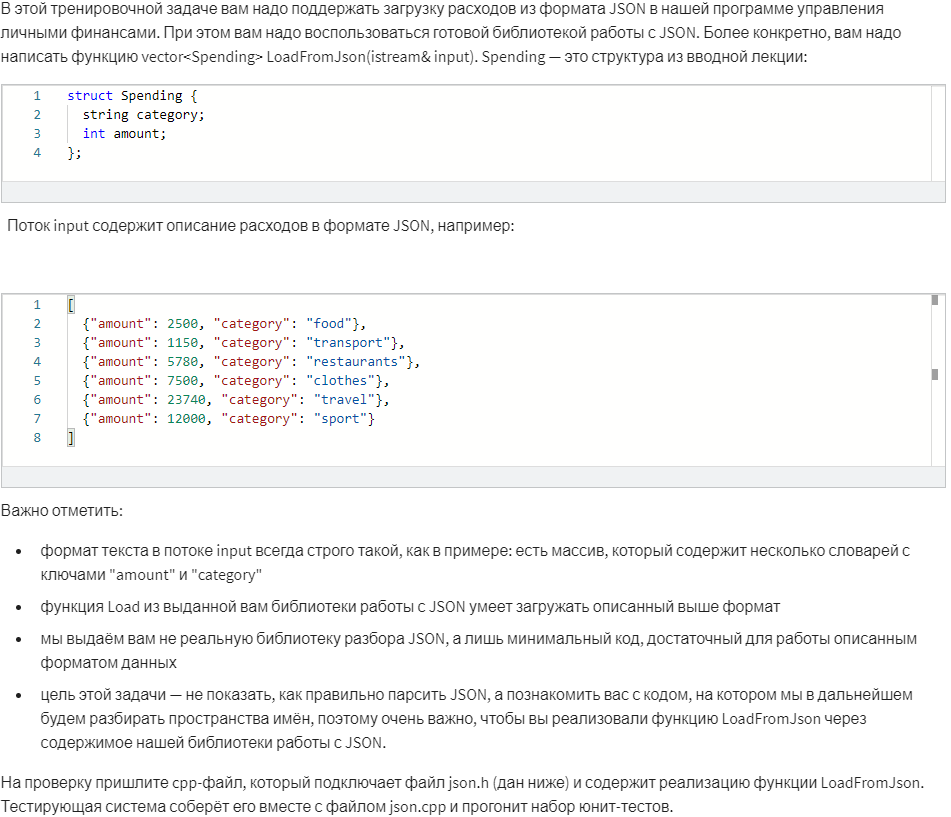 В этой тренировочной задаче вам надо поддержать загрузку расходов из формата JSON в нашей программе управления
личными финансами. При этом вам надо воспользоваться готовой библиотекой работы с JSON. Более конкретно, вам надо
написать функцию vector<Spending> LoadFromJson(istream& input). Spending — это структура из вводной лекции:
1 struct Spending {
2 string category;
3 int amount;
4 };
Поток input содержит описание расходов в формате JSON, например:
1 [
2 {"amount": 2500, "category": "food"},
3 {"amount": 1150, "category": "transport"},
4 {"amount": 5780, "category": "restaurants"},
5 {"amount": 7500, "category": "clothes"},
6 {"amount": 23740, "category": "travel"},
7 {"amount": 12000, "category": "sport"}
8 ]
Важно отметить:
• формат текста в потоке input всегда строго такой, как в примере: есть массив, который содержит несколько словарей с
ключами "amount" и "category"
• функция Load из выданной вам библиотеки работы с JSON умеет загружать описанный выше формат
• мы выдаём вам не реальную библиотеку разбора JSON, а лишь минимальный код, достаточный для работы описанным
форматом данных
• цель этой задачи — не показать, как правильно парсить JSON, а познакомить вас с кодом, на котором мы в дальнейшем
будем разбирать пространства имён, поэтому очень важно, чтобы вы реализовали функцию LoadFromJson через
содержимое нашей библиотеки работы с JSON.
На проверку пришлите cpp-файл, который подключает файл json.h (дан ниже) и содержит реализацию функции LoadFromJson.
Тестирующая система соберёт его вместе с файлом json.cpp и прогонит набор юнит-тестов.